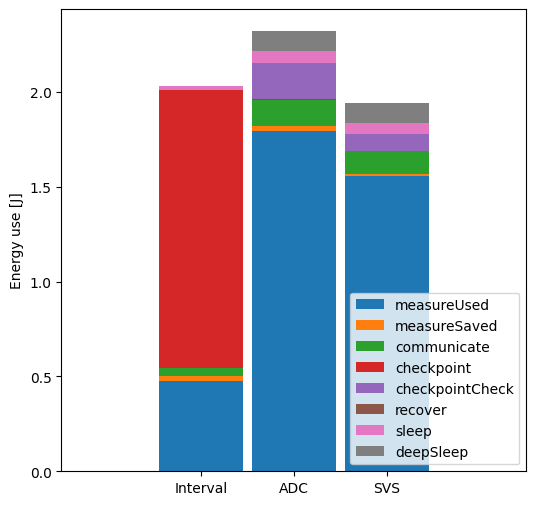 Energy use [J]
2.0
1.5
1.0
0.5
0.0
Interval
ADC
SVS
measureUsed
measureSaved
communicate
checkpoint
checkpointCheck
recover
sleep
deepSleep